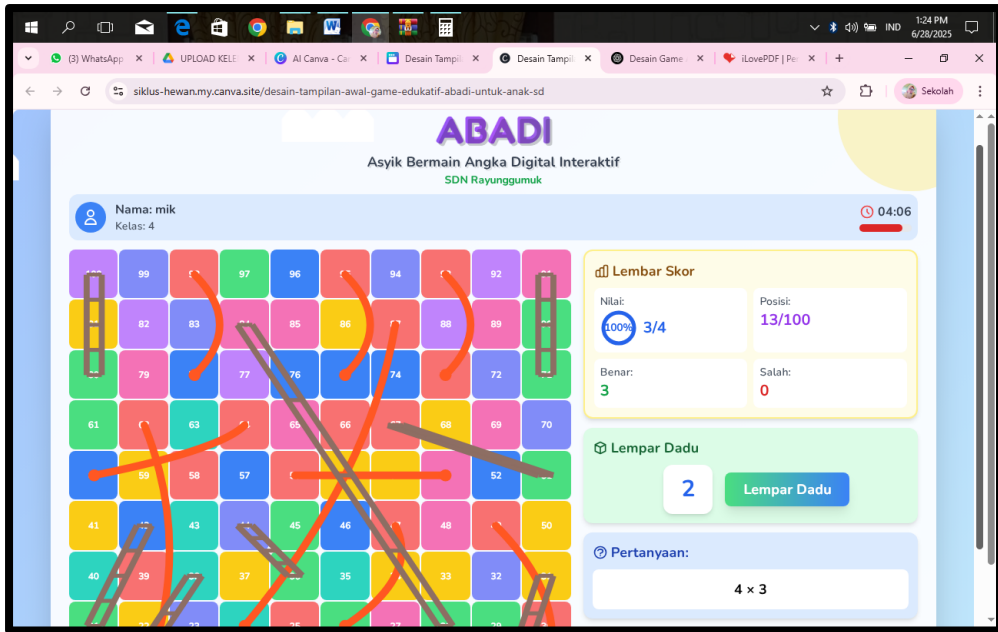 1:24 PM
IND
6/28/2025
(3) WhatsApp
UPLOAD KELE
AI Canva - Ca
Desain Tampil
Desain Tampil
Desain Game
iLovePDF | Per
siklus-hewan.my.canva.site/desain-tampilan-awal-game-edukatif-abadi-untuk-anak-sd
Sekolah
ABADI
Asyik Bermain Angka Digital Interaktif
SDN Rayunggumuk
Nama: mik
Kelas: 4
04:06
99 97 96 94 92
82 83 85 86 88 89
79 77 76 74 72
61 63 65 66 68 69 70
59 58 57 52
41 43 45 46 48 50
40 39 37 35 33 32
Lembar Skor
Nilai:
100% 3/4
Posisi:
13/100
Benar:
3
Salah:
0
Lempar Dadu
2
Lempar Dadu
Pertanyaan:
4 × 3